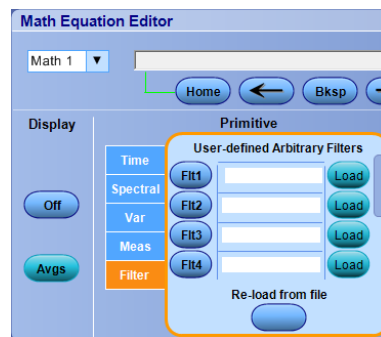 Math Equation Editor
Math 1
Home
Bksp
Display
Primitive
User-defined Arbitrary Filters
Time
Spectral
Var
Meas
Filter
Flt1 Load
Flt2 Load
Flt3 Load
Flt4 Load
Off
Avgs
Re-load from file